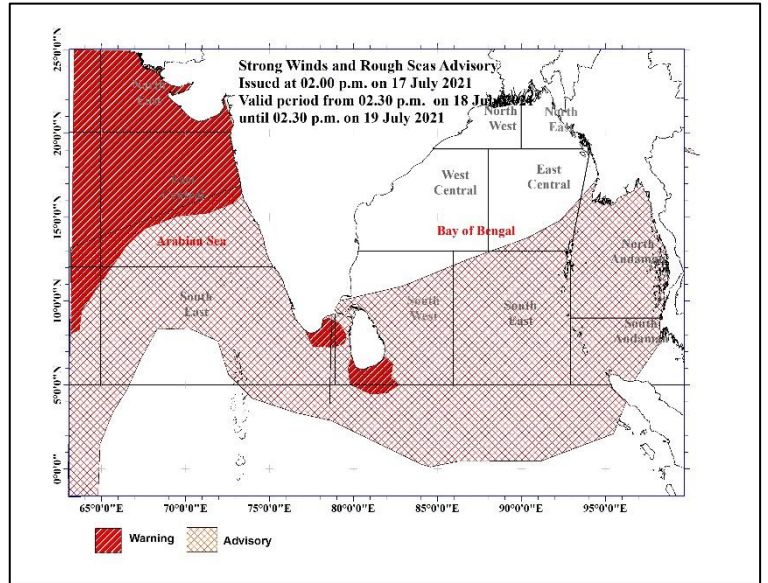 Strong Winds and Rough Seas Advisory
Issued at 02.00 p.m. on 17 July 2021
Valid period from 02.30 p.m. on 18 July 2021
until 02.30 p.m. on 19 July 2021
25°0'0"N
20°0'0"N
15°0'0"N
10°0'0"N
5°0'0"N
0°0'0"N
North
East
North
West
North
East
West
Central
East
Central
Arabian Sea
Bay of Bengal
South
East
South
West
South
East
North
Andaman
South
Andaman
65°0'0"E
70°0'0"E
75°0'0"E
80°0'0"E
85°0'0"E
90°0'0"E
95°0'0"E
Warning
Advisory